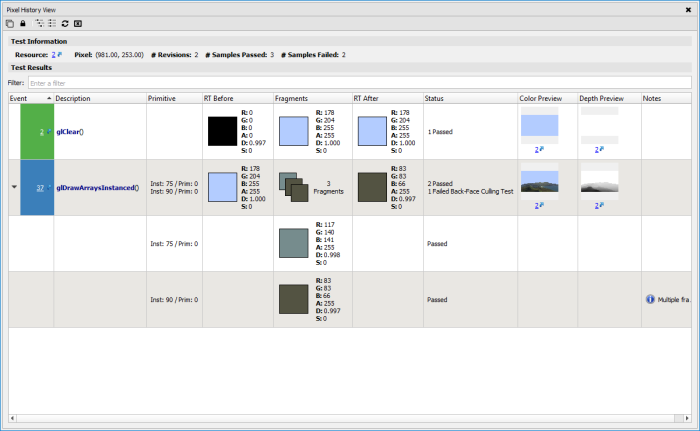 Pixel History View
Test Information
Resource: 2 Pixel: (981.00, 253.00) # Revisions: 2 # Samples Passed: 3 # Samples Failed: 2
Test Results
Filter: Enter a filter
Event Description Primitive RT Before Fragments RT After Status Color Preview Depth Preview Notes
2 glClear()
R: 0
G: 0
B: 0
A: 0
D: 0.997
S: 0
R: 178
G: 204
B: 255
A: 255
D: 1.000
S: 0
R: 178
G: 204
B: 255
A: 255
D: 1.000
S: 0
1 Passed
2
2
37 glDrawArraysInstanced()
Inst: 75 / Prim: 0
Inst: 90 / Prim: 0
R: 178
G: 204
B: 255
A: 255
D: 1.000
S: 0
3
Fragments
R: 83
G: 83
B: 66
A: 255
D: 0.997
S: 0
2 Passed
1 Failed Back-Face Culling Test
2
2
Inst: 75 / Prim: 0
R: 117
G: 140
B: 141
A: 255
D: 0.998
S: 0
Passed
Inst: 90 / Prim: 0
R: 83
G: 83
B: 66
A: 255
D: 0.997
S: 0
Passed
Multiple fra.